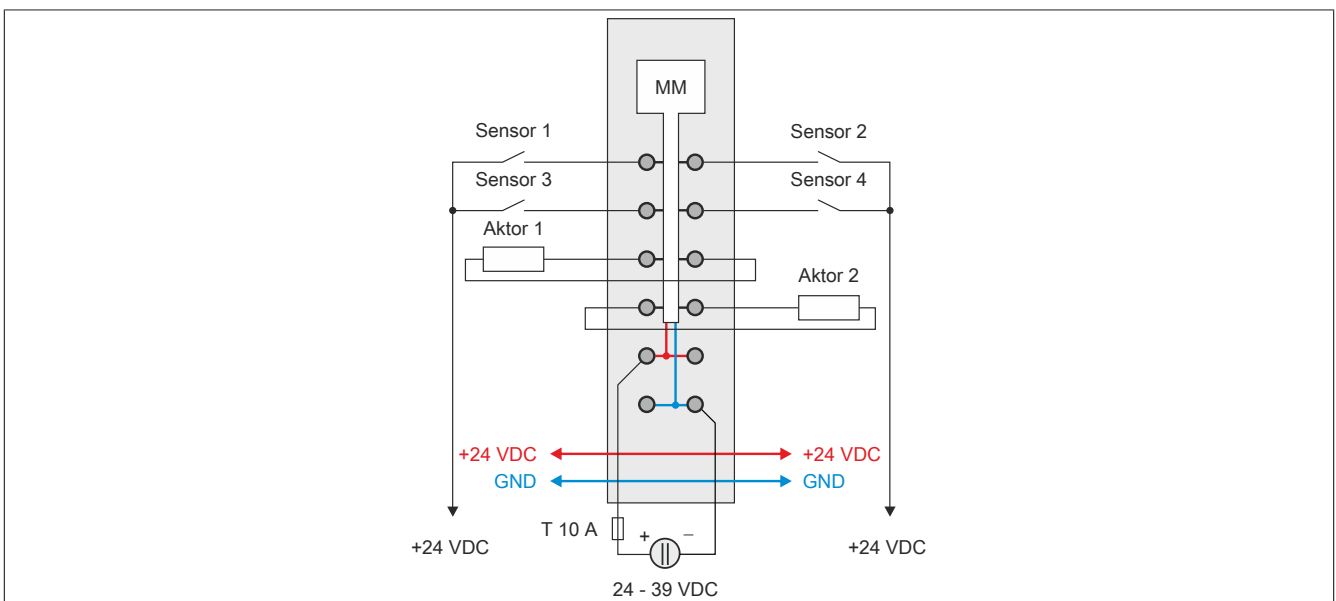 MM
Sensor 1
Sensor 2
Sensor 3
Sensor 4
Aktor 1
Aktor 2
+24 VDC
+24 VDC
GND
GND
T 10 A
+
–
+24 VDC
+24 VDC
24 - 39 VDC